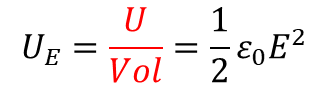 U_E = U/Vol = 1/2 ε₀E²